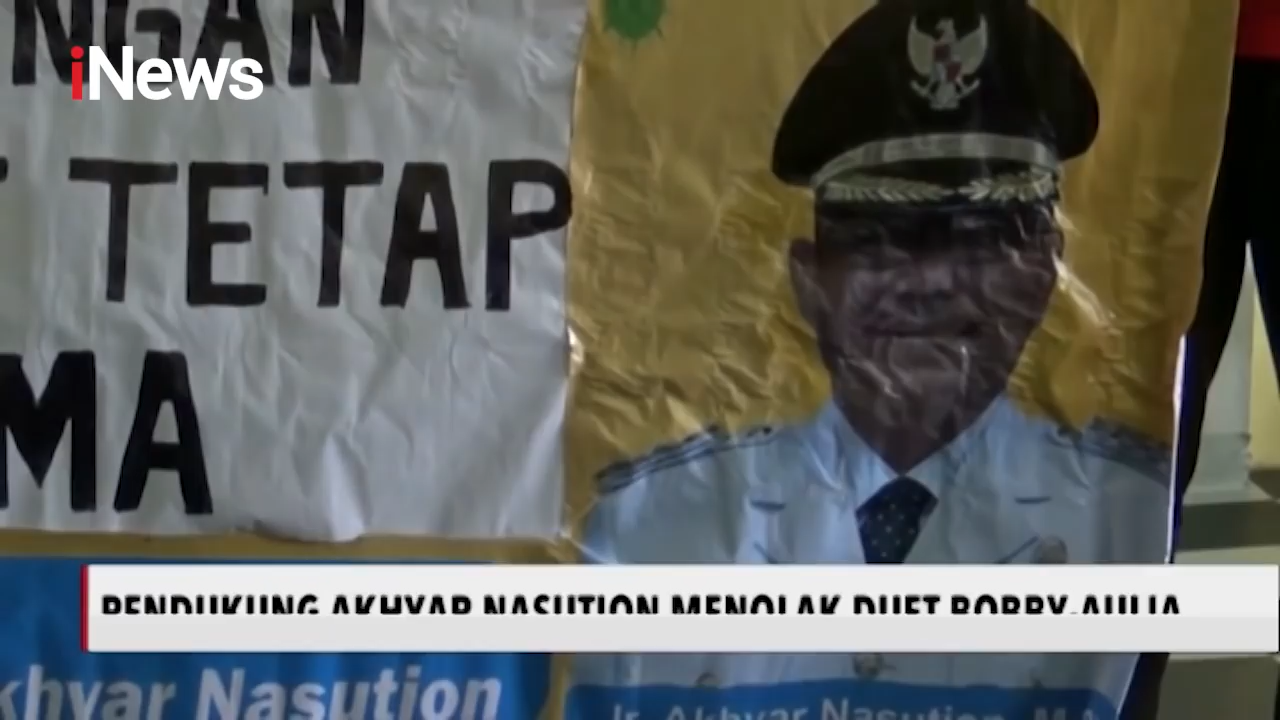 NGAN
iNews
TETAP
MA
PENDUKUNG AKHYAR NASUTION MENOLAK DUET BOBBY-AULIA
khyar Nasution
Ir. Akhyar Nasution, M.